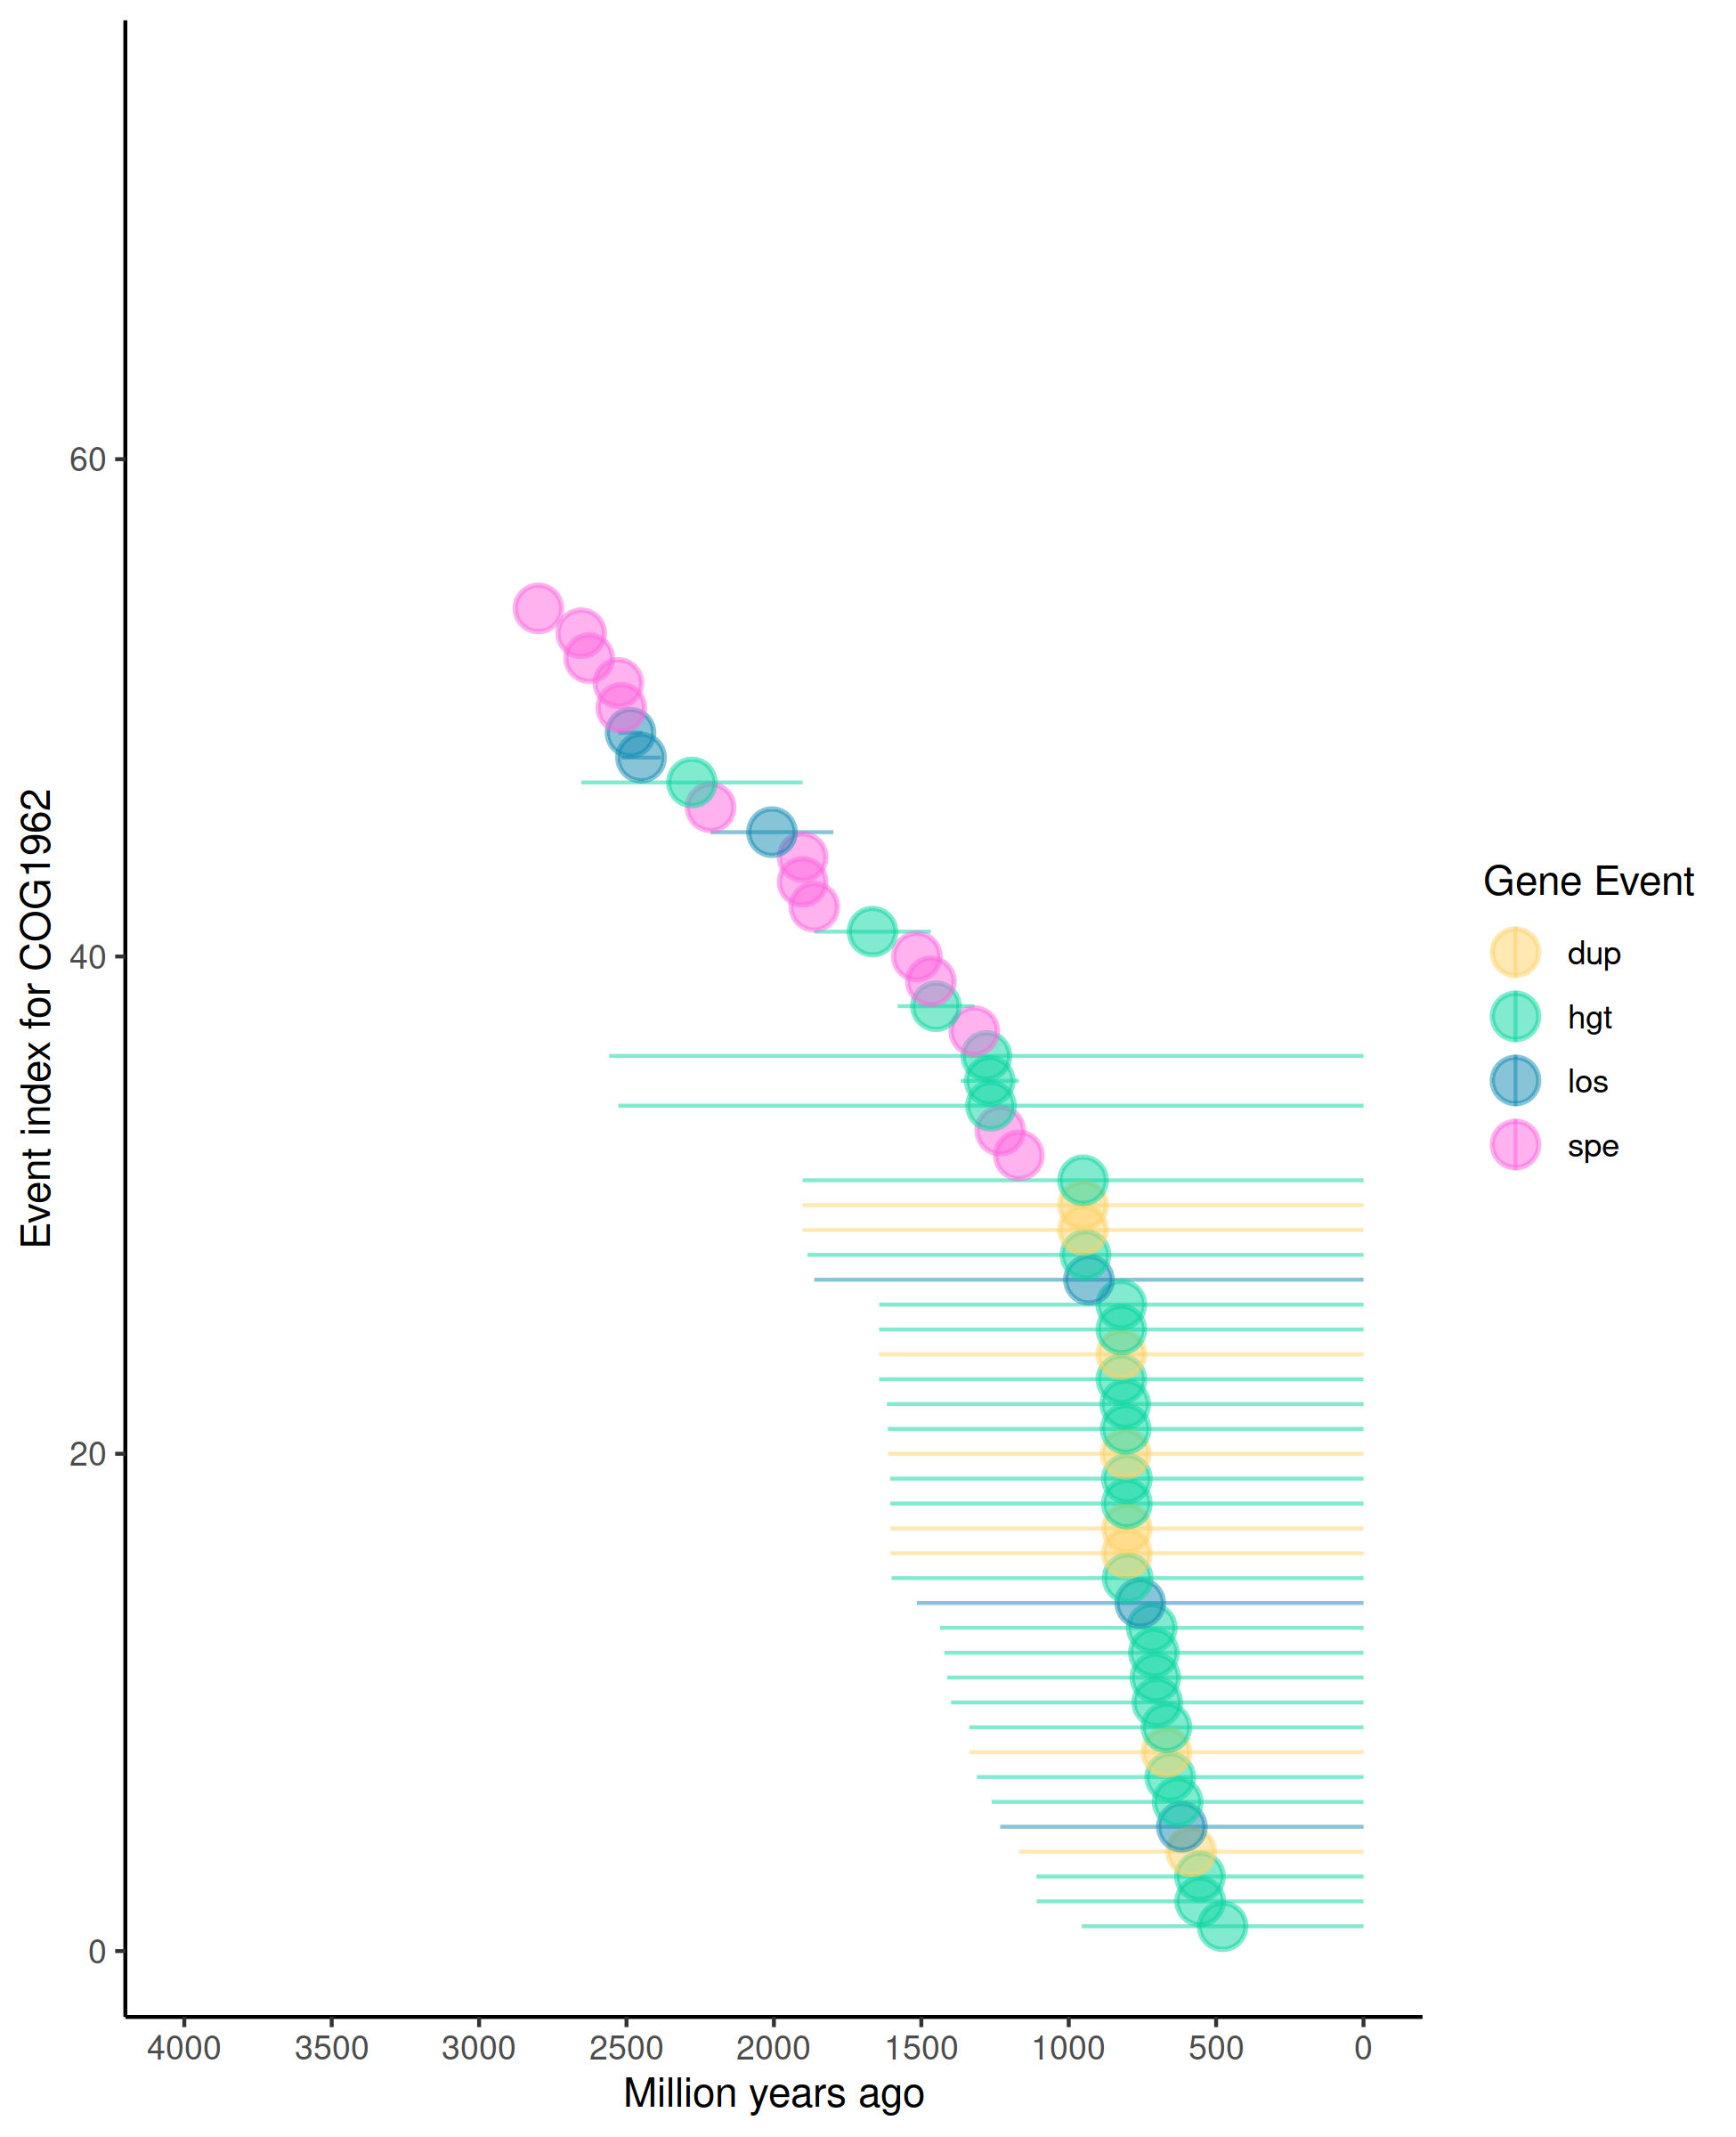 Event index for COG1962
60
40
20
0
4000 3500 3000 2500 2000 1500 1000 500 0
Million years ago
Gene Event
dup
hgt
los
spe